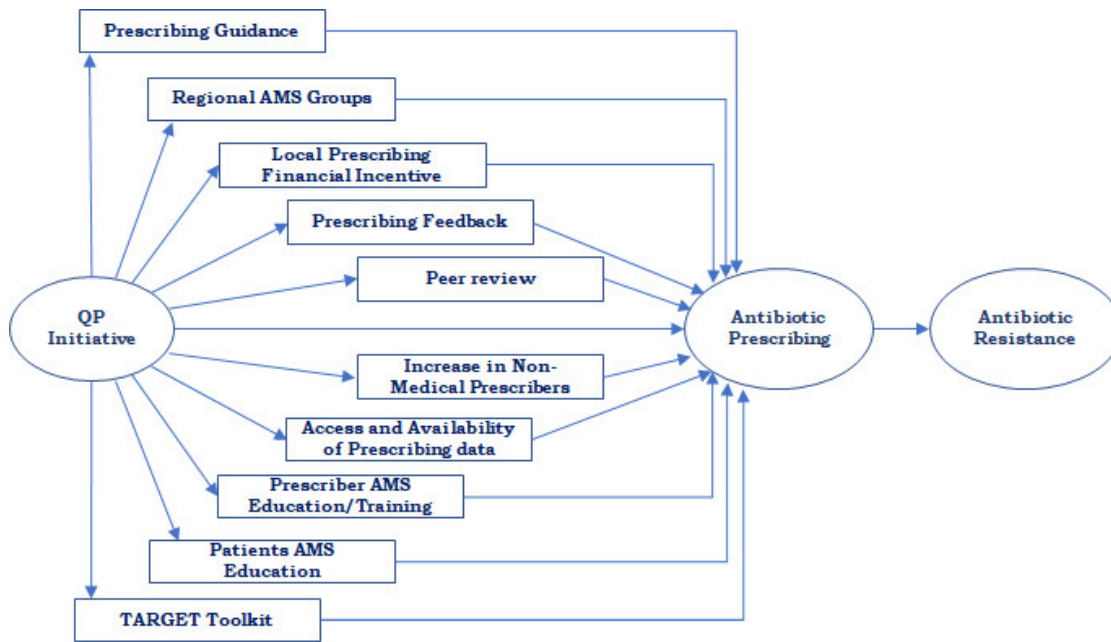 Prescribing Guidance
Regional AMS Groups
Local Prescribing
Financial Incentive
Prescribing Feedback
Peer review
QP
Initiative
Antibiotic
Prescribing
Antibiotic
Resistance
Increase in Non-
Medical Prescribers
Access and Availability
of Prescribing data
Prescriber AMS
Education/Training
Patients AMS
Education
TARGET Toolkit